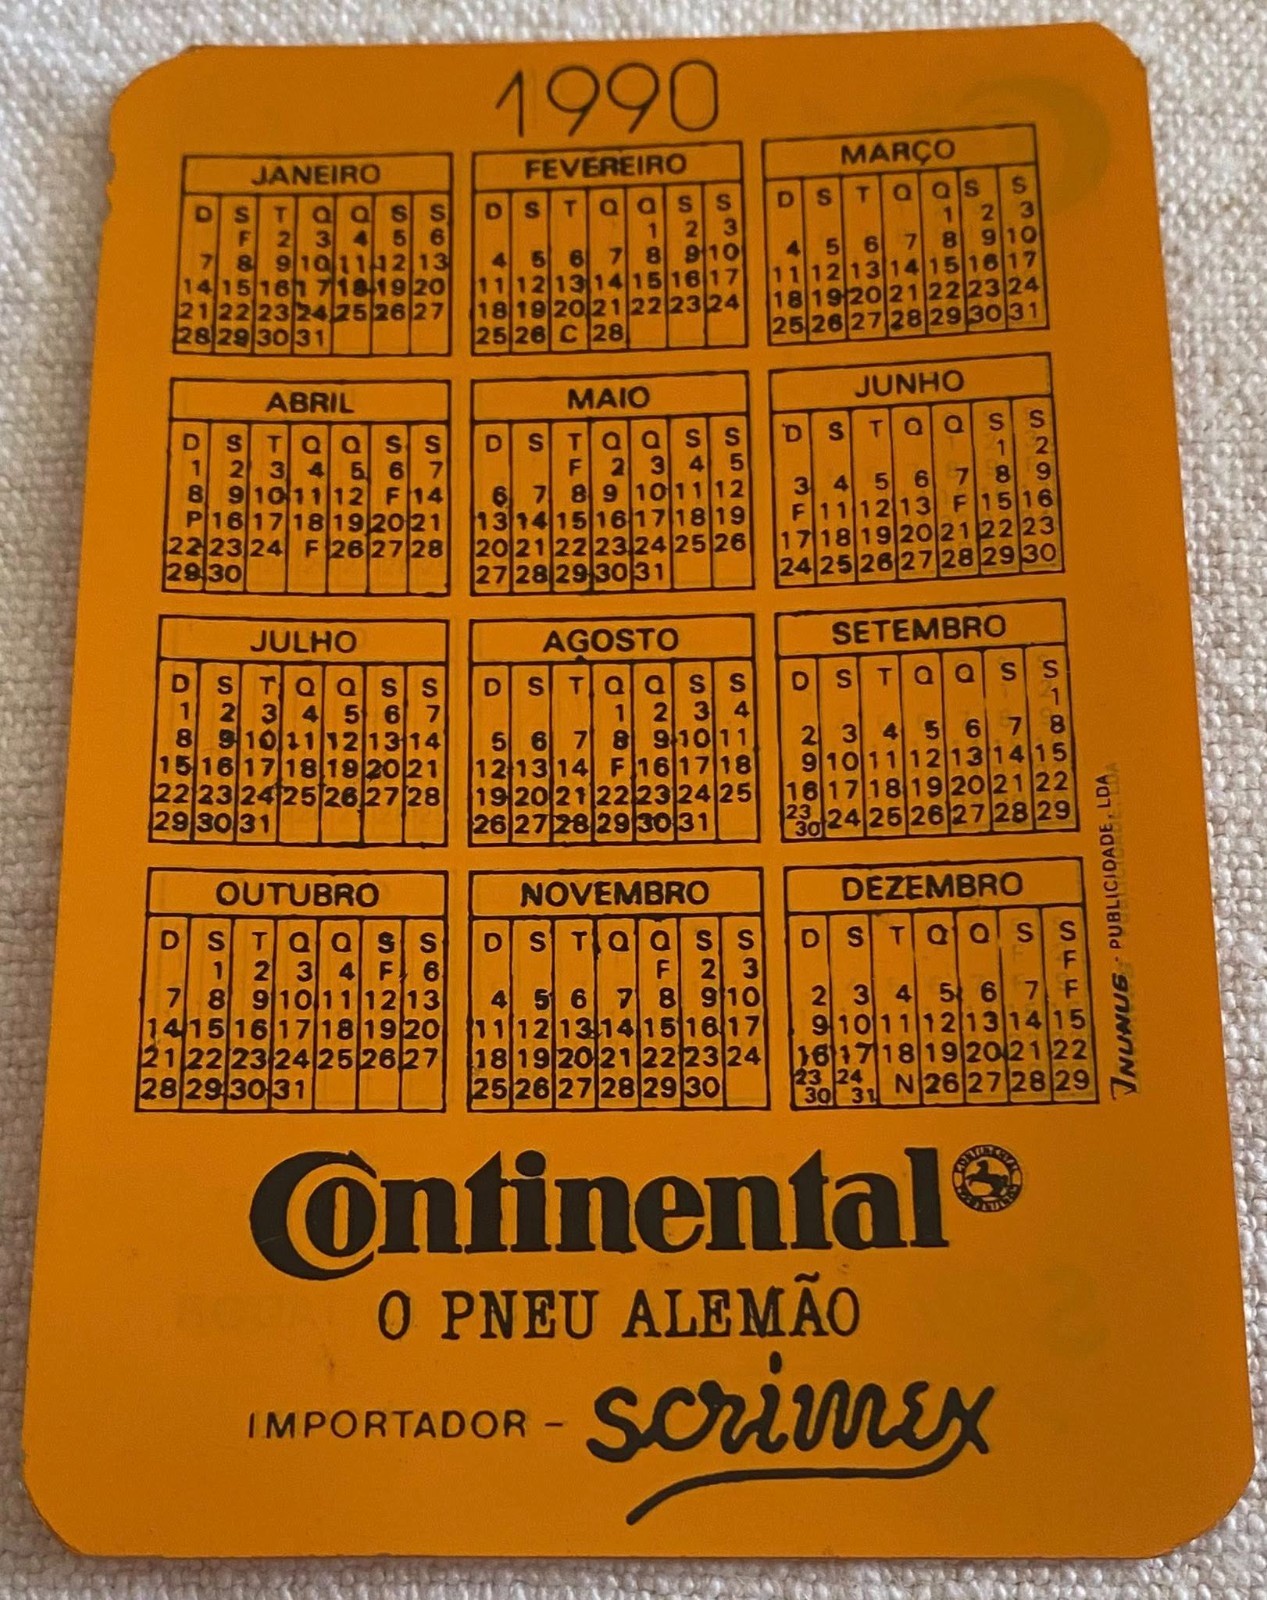 1990
JANEIRO
D S T Q Q S S
F 2 3 4 5 6
7 8 9 10 11 12 13
14 15 16 17 18 19 20
21 22 23 24 25 26 27
28 29 30 31
FEVEREIRO
D S T Q Q S S
1 2 3
4 5 6 7 8 9 10
11 12 13 14 15 16 17
18 19 20 21 22 23 24
25 26 C 28
MARÇO
D S T Q Q S S
1 2 3
4 5 6 7 8 9 10
11 12 13 14 15 16 17
18 19 20 21 22 23 24
25 26 27 28 29 30 31
ABRIL
D S T Q Q S S
1 2 3 4 5 6 7
8 9 10 11 12 F 14
P 16 17 18 19 20 21
22 23 24 F 26 27 28
29 30
MAIO
D S T Q Q S S
F 2 3 4 5
6 7 8 9 10 11 12
13 14 15 16 17 18 19
20 21 22 23 24 25 26
27 28 29 30 31
JUNHO
D S T Q Q S S
1 2
3 4 5 6 7 8 9
F 11 12 13 F 15 16
17 18 19 20 21 22 23
24 25 26 27 28 29 30
JULHO
D S T Q Q S S
1 2 3 4 5 6 7
8 9 10 11 12 13 14
15 16 17 18 19 20 21
22 23 24 25 26 27 28
29 30 31
AGOSTO
D S T Q Q S S
1 2 3 4
5 6 7 8 9 10 11
12 13 14 F 16 17 18
19 20 21 22 23 24 25
26 27 28 29 30 31
SETEMBRO
D S T Q Q S S
1
2 3 4 5 6 7 8
9 10 11 12 13 14 15
16 17 18 19 20 21 22
23 30 24 25 26 27 28 29
OUTUBRO
D S T Q Q S S
1 2 3 4 F 6
7 8 9 10 11 12 13
14 15 16 17 18 19 20
21 22 23 24 25 26 27
28 29 30 31
NOVEMBRO
D S T Q Q S S
F 2 3
4 5 6 7 8 9 10
11 12 13 14 15 16 17
18 19 20 21 22 23 24
25 26 27 28 29 30
DEZEMBRO
D S T Q Q S S
F
2 3 4 5 6 7 F
9 10 11 12 13 14 15
16 17 18 19 20 21 22
23 30 24 31 N 26 27 28 29
INUNUS - PUBLICIDADE, LDA
Continental
CONTINENTAL
O PNEU ALEMÃO
IMPORTADOR - scrimex